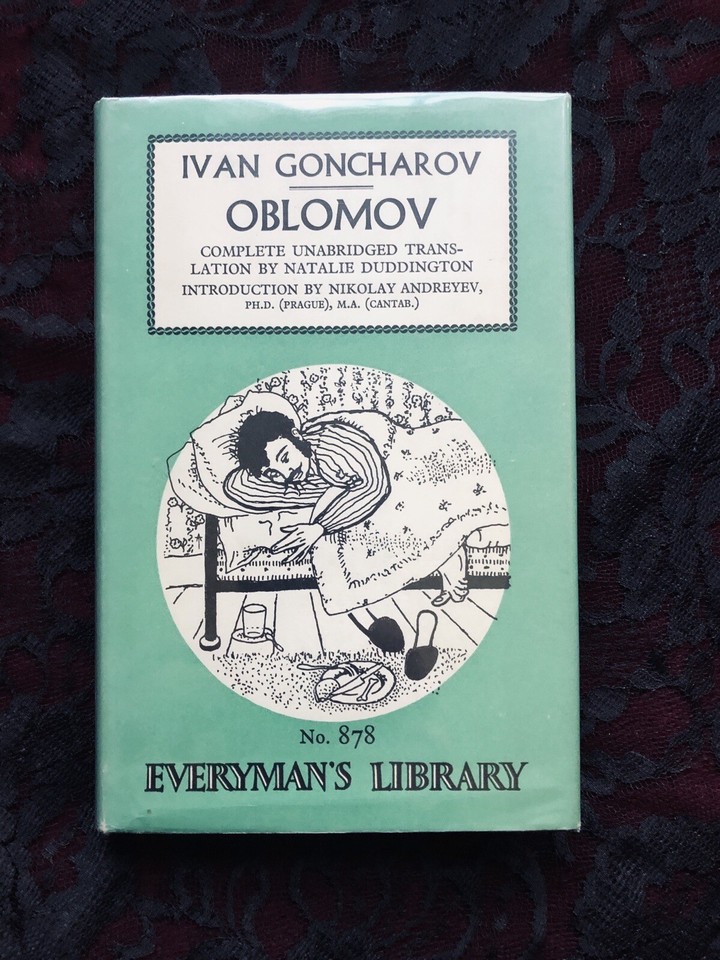 IVAN GONCHAROV
OBLOMOV
COMPLETE UNABRIDGED TRANS-
LATION BY NATALIE DUDDINGTON
INTRODUCTION BY NIKOLAY ANDREYEV,
PH.D. (PRAGUE), M.A. (CANTAB.)
No. 878
EVERYMAN'S LIBRARY